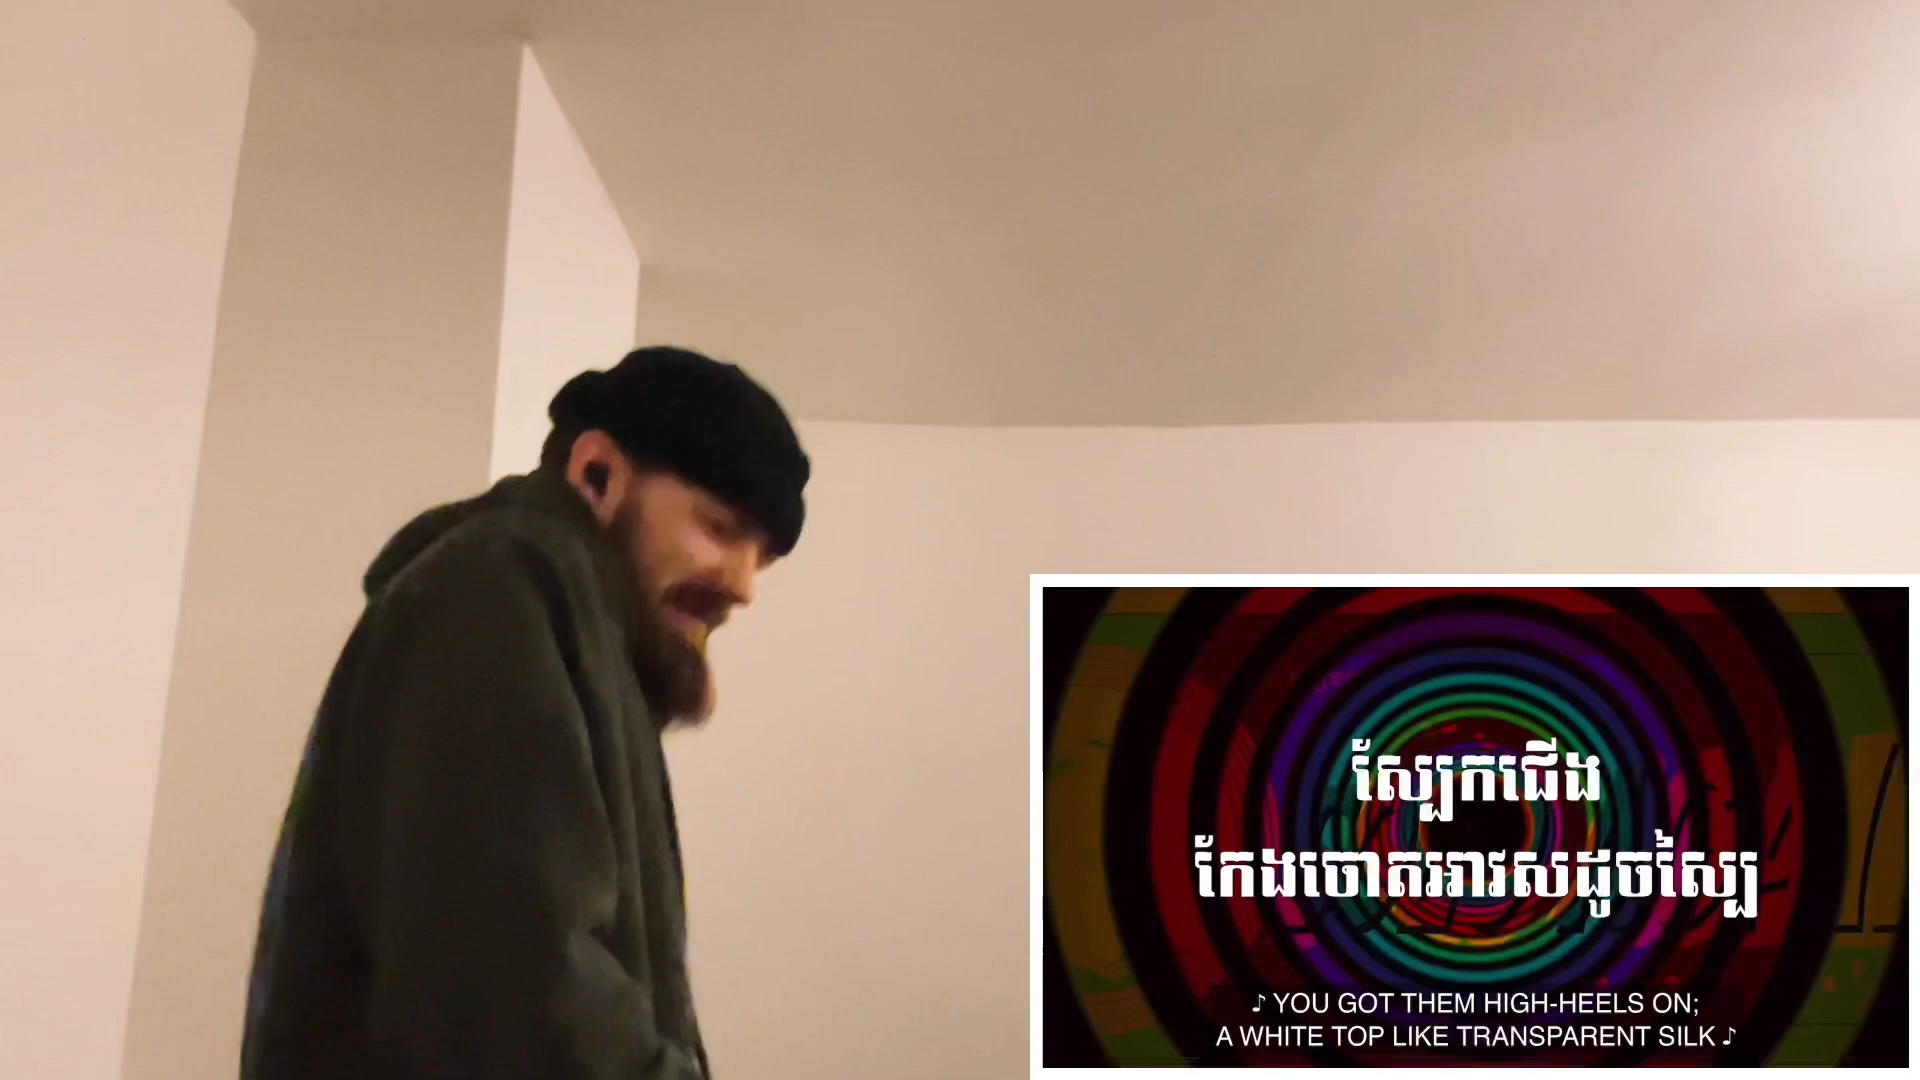 ស្បែកជើង
កែងចោតអាវសដូចស្បៃ
♪ YOU GOT THEM HIGH-HEELS ON;
A WHITE TOP LIKE TRANSPARENT SILK ♪